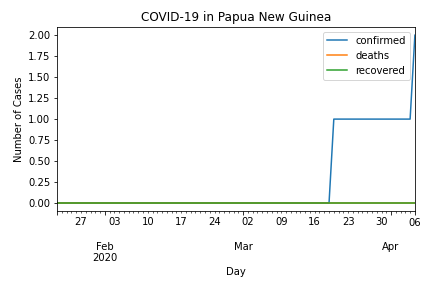 COVID-19 in Papua New Guinea
confirmed
deaths
recovered
Number of Cases
2.00
1.75
1.50
1.25
1.00
0.75
0.50
0.25
0.00
27 03 10 17 24 02 09 16 23 30 06
Feb Mar Apr
2020
Day